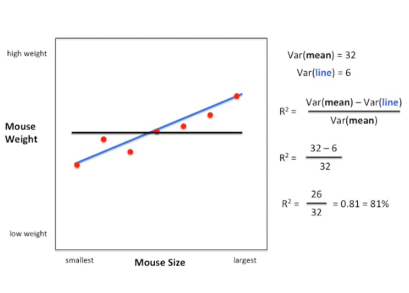 high weight
Mouse
Weight
low weight
smallest
Mouse Size
largest
Var(mean) = 32
Var(line) = 6
R² = Var(mean) – Var(line)
Var(mean)
R² = 32 – 6
32
R² = 26
32
= 0.81 = 81%